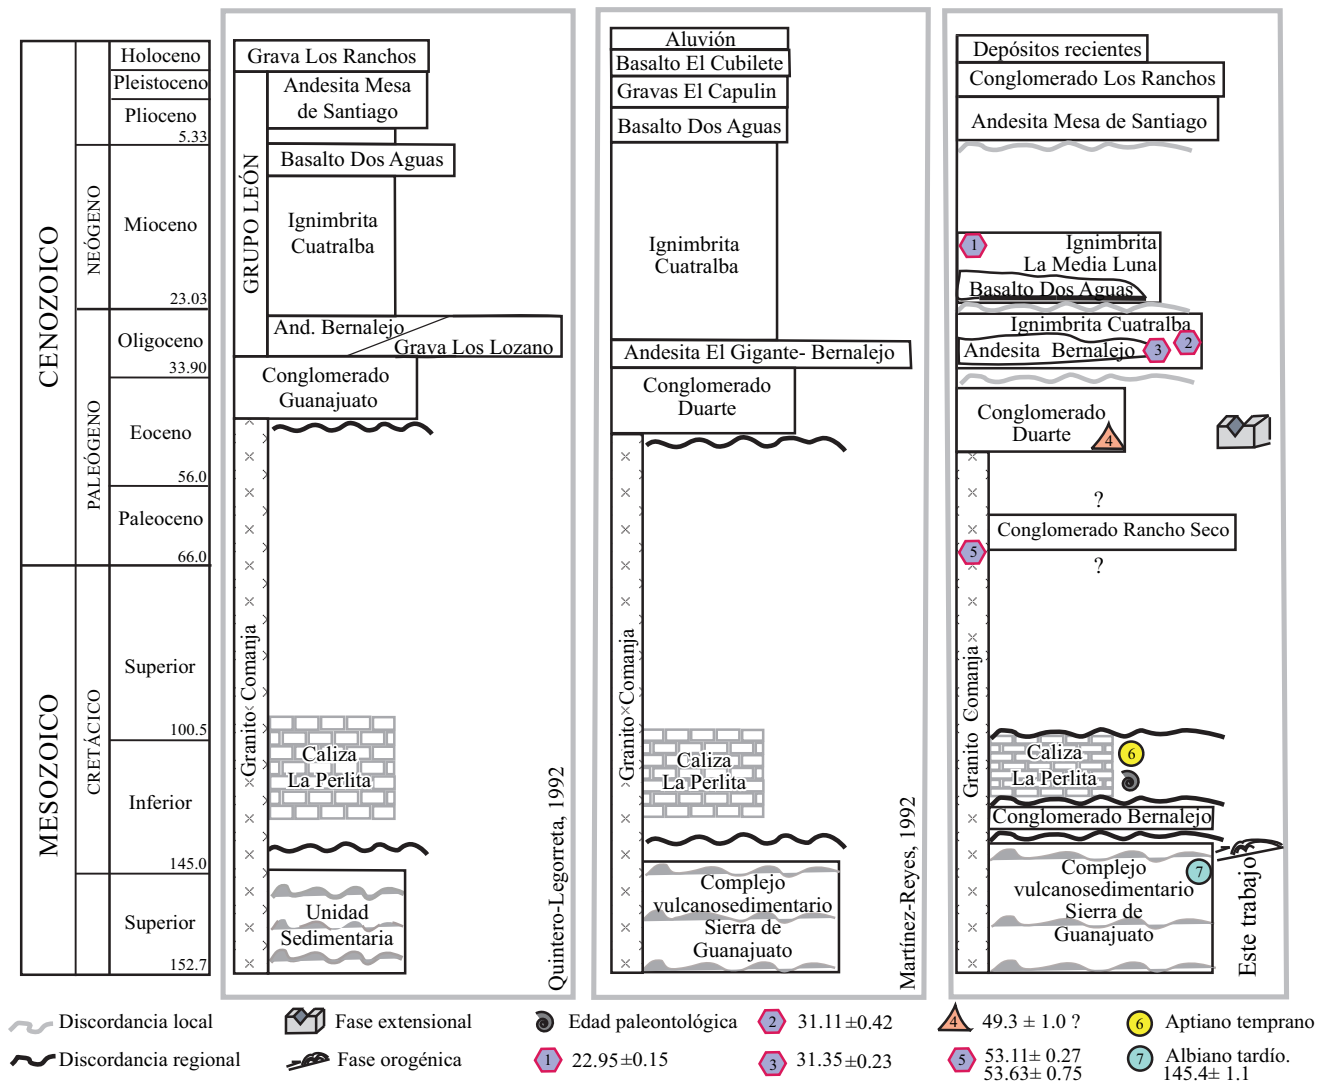 CENOZOICO
MESOZOICO
NEÓGENO
PALEÓGENO
CRETÁCICO
Holoceno
Pleistoceno
Plioceno
5.33
Mioceno
23.03
Oligoceno
33.90
Eoceno
56.0
Paleoceno
66.0
Superior
100.5
Inferior
145.0
Superior
152.7
Grava Los Ranchos
GRUPO LEÓN
Andesita Mesa
de Santiago
Basalto Dos Aguas
Ignimbrita
Cuatralba
And. Bernalejo
Grava Los Lozano
Conglomerado
Guanajuato
Granito Comanja
Caliza
La Perlita
Unidad
Sedimentaria
Quintero-Legorreta, 1992
Aluvión
Basalto El Cubilete
Gravas El Capulin
Basalto Dos Aguas
Ignimbrita
Cuatralba
Andesita El Gigante- Bernalejo
Conglomerado
Duarte
Granito Comanja
Caliza
La Perlita
Complejo
vulcanosedimentario
Sierra de
Guanajuato
Martínez-Reyes, 1992
Depósitos recientes
Conglomerado Los Ranchos
Andesita Mesa de Santiago
1
Ignimbrita
La Media Luna
Basalto Dos Aguas
Ignimbrita Cuatralba
Andesita Bernalejo
3
2
Conglomerado
Duarte
4
?
Conglomerado Rancho Seco
5
?
Granito Comanja
Caliza
La Perlita
6
Conglomerado Bernalejo
Complejo
vulcanosedimentario
Sierra de
Guanajuato
7
Este trabajo
Discordancia local
Fase extensional
Edad paleontológica
2 31.11±0.42
4 49.3 ± 1.0 ?
6 Aptiano temprano
Discordancia regional
Fase orogénica
1 22.95±0.15
3 31.35±0.23
5 53.11± 0.27
53.63± 0.75
7 Albiano tardío.
145.4± 1.1